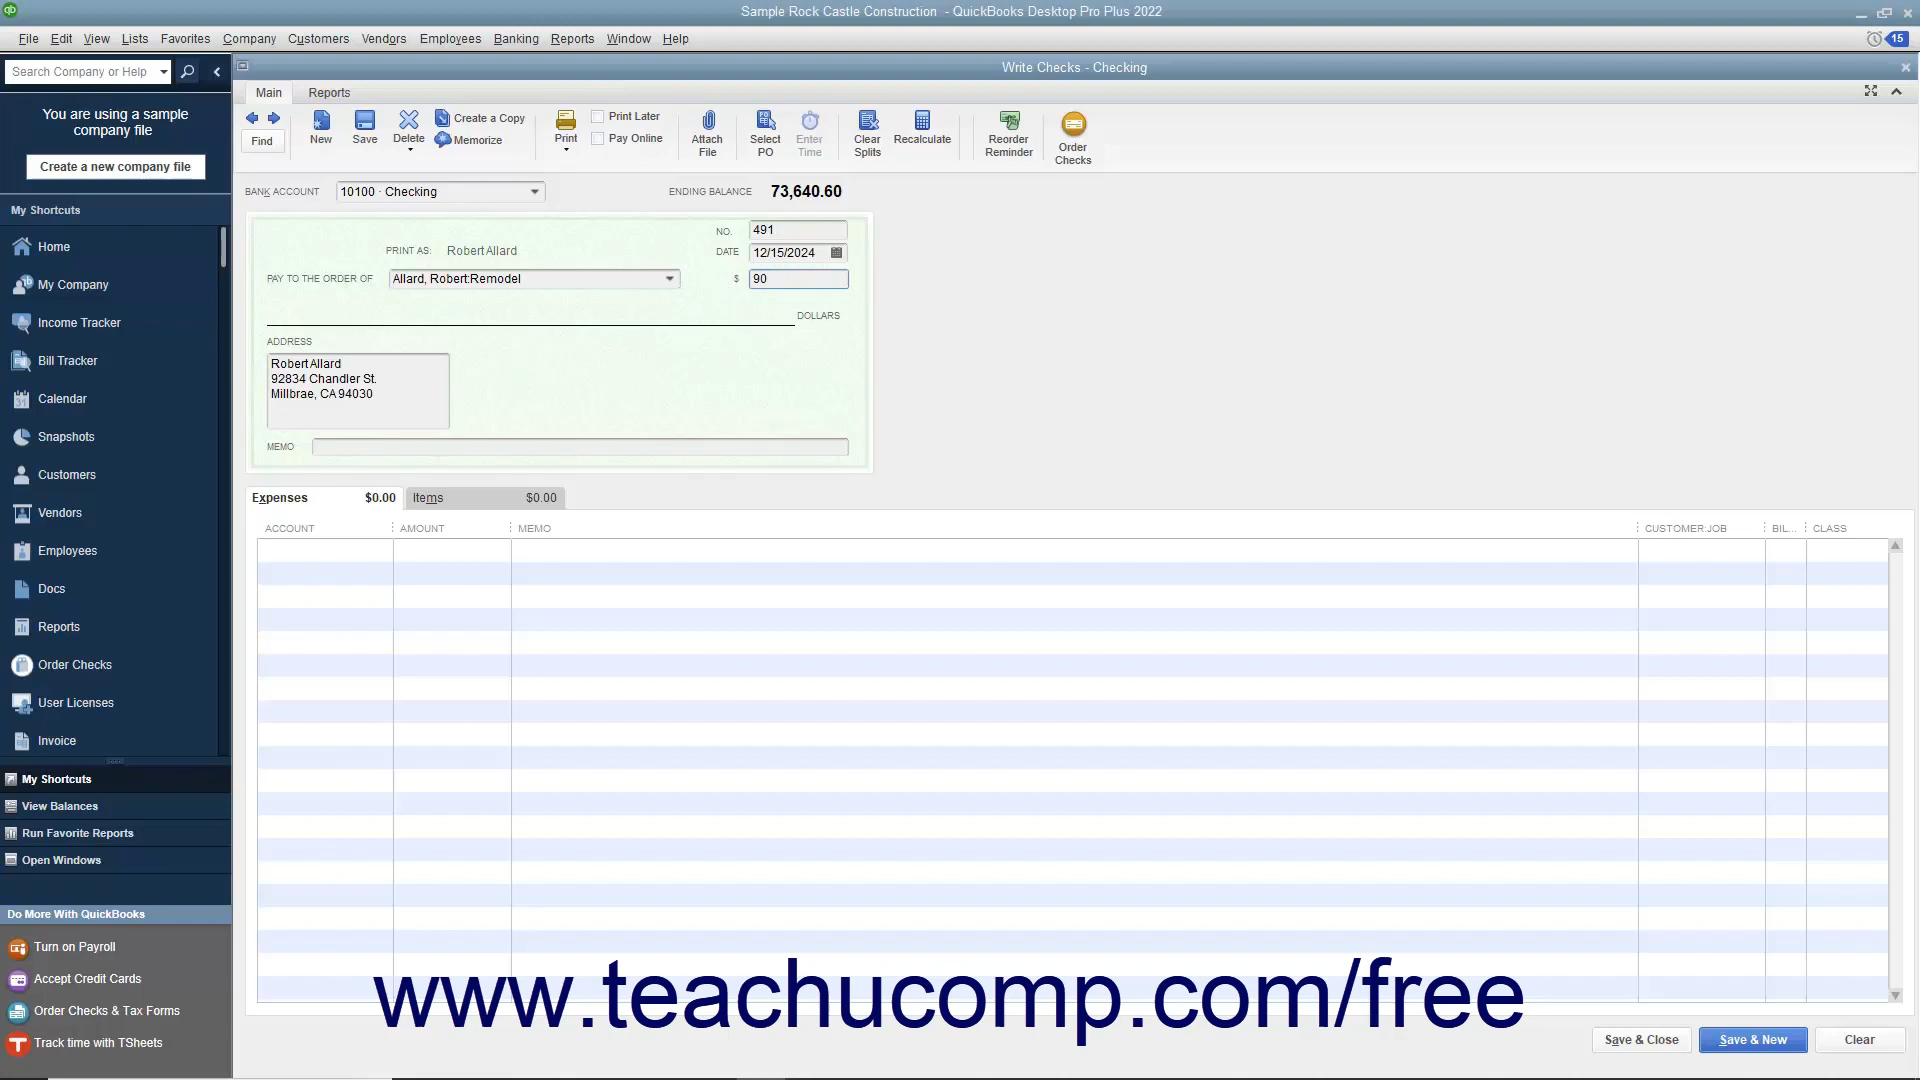 Sample Rock Castle Construction - QuickBooks Desktop Pro Plus 2022
File Edit View Lists Favorites Company Customers Vendors Employees Banking Reports Window Help
15
Search Company or Help
Write Checks - Checking
You are using a sample
company file
Create a new company file
My Shortcuts
Home
My Company
Income Tracker
Bill Tracker
Calendar
Snapshots
Customers
Vendors
Employees
Docs
Reports
Order Checks
User Licenses
Invoice
My Shortcuts
View Balances
Run Favorite Reports
Open Windows
Do More With QuickBooks
Turn on Payroll
Accept Credit Cards
Order Checks & Tax Forms
Track time with TSheets
Main Reports
Find
New
Save
Delete
Create a Copy
Memorize
Print
Print Later
Pay Online
Attach
File
Select
PO
Enter
Time
Clear
Splits
Recalculate
Reorder
Reminder
Order
Checks
BANK ACCOUNT 10100 · Checking ENDING BALANCE 73,640.60
NO. 491
PRINT AS: Robert Allard DATE 12/15/2024
PAY TO THE ORDER OF Allard, Robert:Remodel $ 90
DOLLARS
ADDRESS
Robert Allard
92834 Chandler St.
Millbrae, CA 94030
MEMO
Expenses $0.00 Items $0.00
ACCOUNT AMOUNT MEMO CUSTOMER:JOB BIL... CLASS
www.teachucomp.com/free
Save & Close Save & New Clear